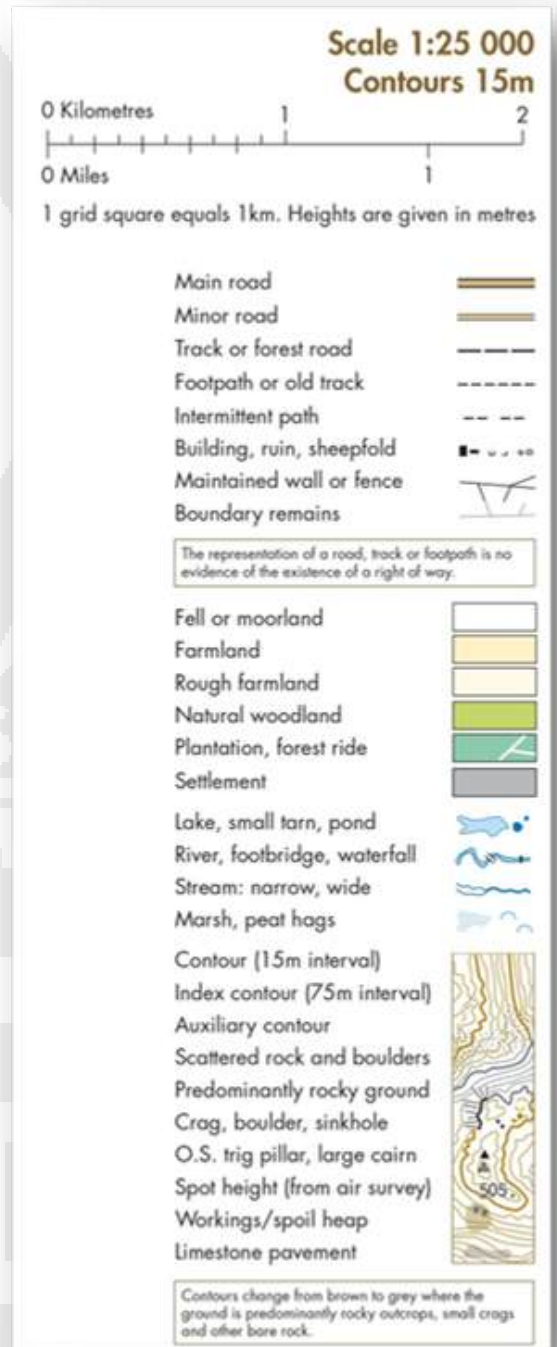 Scale 1:25 000
Contours 15m
0 Kilometres 1 2
0 Miles 1
1 grid square equals 1km. Heights are given in metres
Main road
Minor road
Track or forest road
Footpath or old track
Intermittent path
Building, ruin, sheepfold
Maintained wall or fence
Boundary remains
The representation of a road, track or footpath is no
evidence of the existence of a right of way.
Fell or moorland
Farmland
Rough farmland
Natural woodland
Plantation, forest ride
Settlement
Lake, small tarn, pond
River, footbridge, waterfall
Stream: narrow, wide
Marsh, peat hags
Contour (15m interval)
Index contour (75m interval)
Auxiliary contour
Scattered rock and boulders
Predominantly rocky ground
Crag, boulder, sinkhole
O.S. trig pillar, large cairn
Spot height (from air survey)
505
Workings/spoil heap
Limestone pavement
Contours change from brown to grey where the
ground is predominantly rocky outcrops, small crags
and other bare rock.